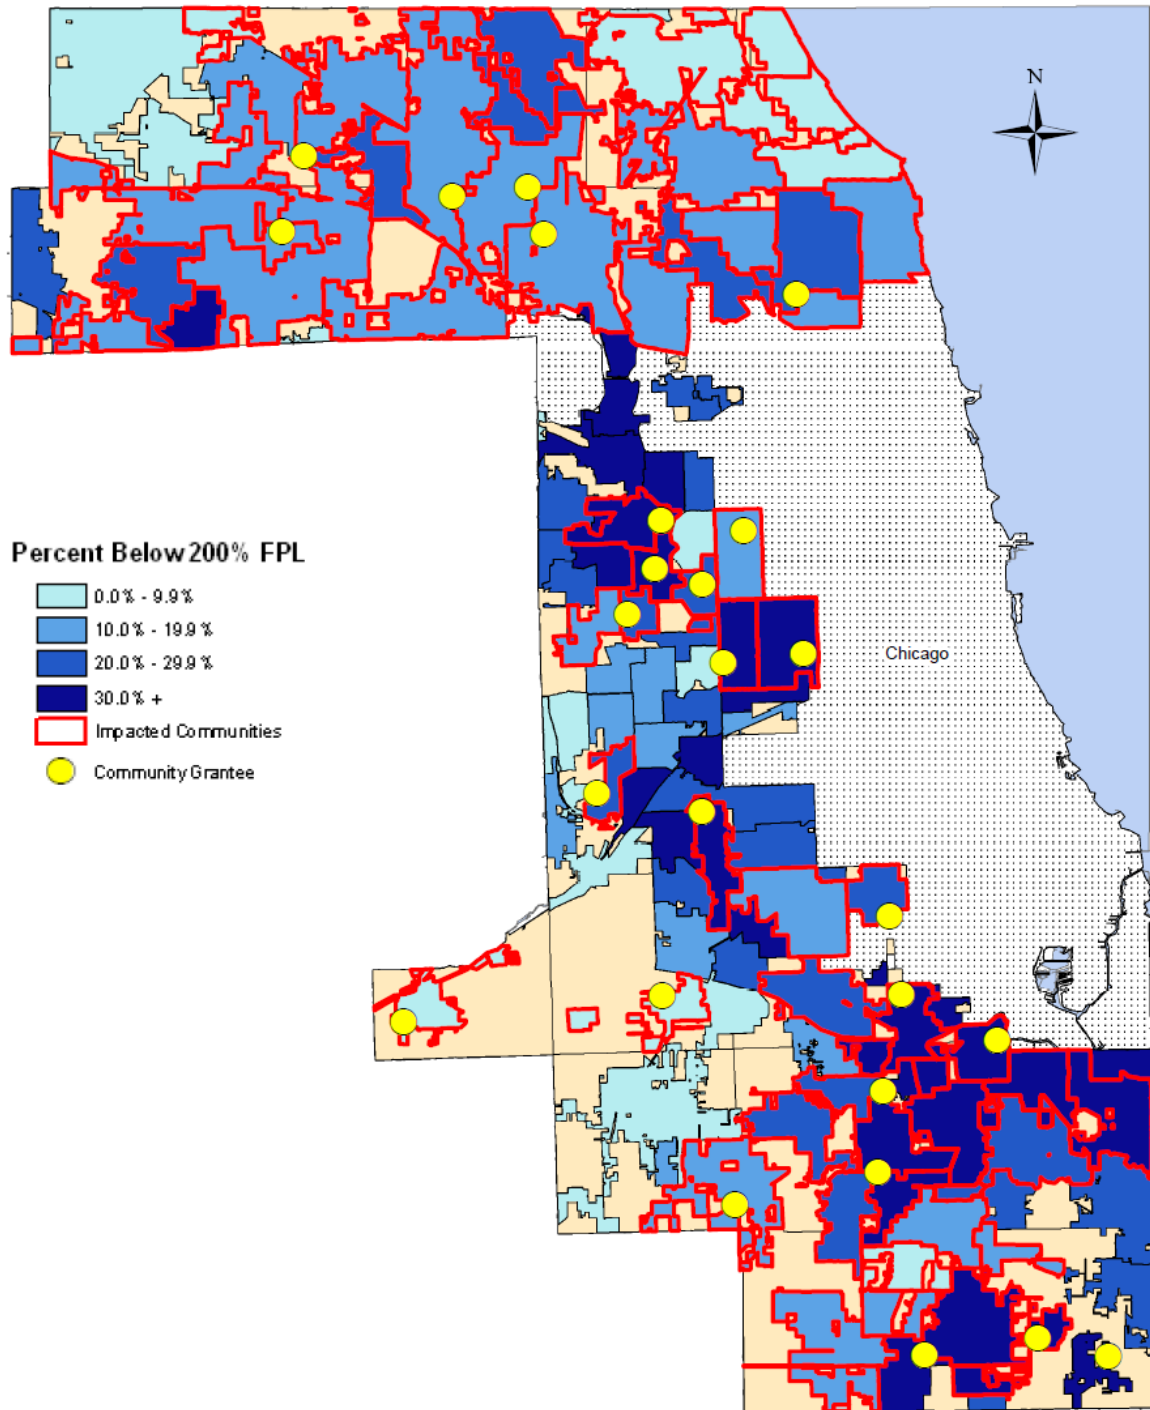 N
Percent Below 200% FPL
0.0% - 9.9%
10.0% - 19.9%
20.0% - 29.9%
30.0% +
Impacted Communities
Community Grantee
Chicago